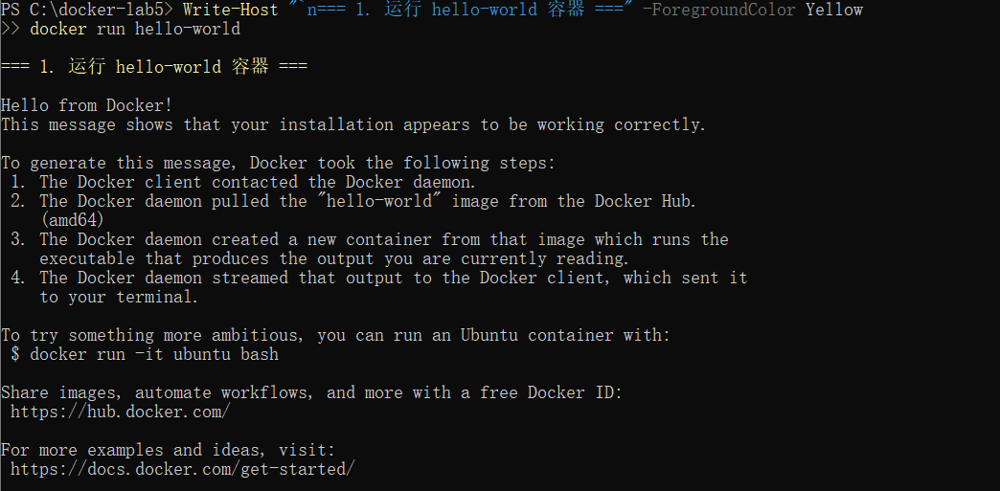 PS C:\docker-lab5> Write-Host "`n=== 1. 运行 hello-world 容器 ===" -ForegroundColor Yellow
>> docker run hello-world
=== 1. 运行 hello-world 容器 ===
Hello from Docker!
This message shows that your installation appears to be working correctly.
To generate this message, Docker took the following steps:
1. The Docker client contacted the Docker daemon.
2. The Docker daemon pulled the "hello-world" image from the Docker Hub.
(amd64)
3. The Docker daemon created a new container from that image which runs the
executable that produces the output you are currently reading.
4. The Docker daemon streamed that output to the Docker client, which sent it
to your terminal.
To try something more ambitious, you can run an Ubuntu container with:
$ docker run -it ubuntu bash
Share images, automate workflows, and more with a free Docker ID:
https://hub.docker.com/
For more examples and ideas, visit:
https://docs.docker.com/get-started/